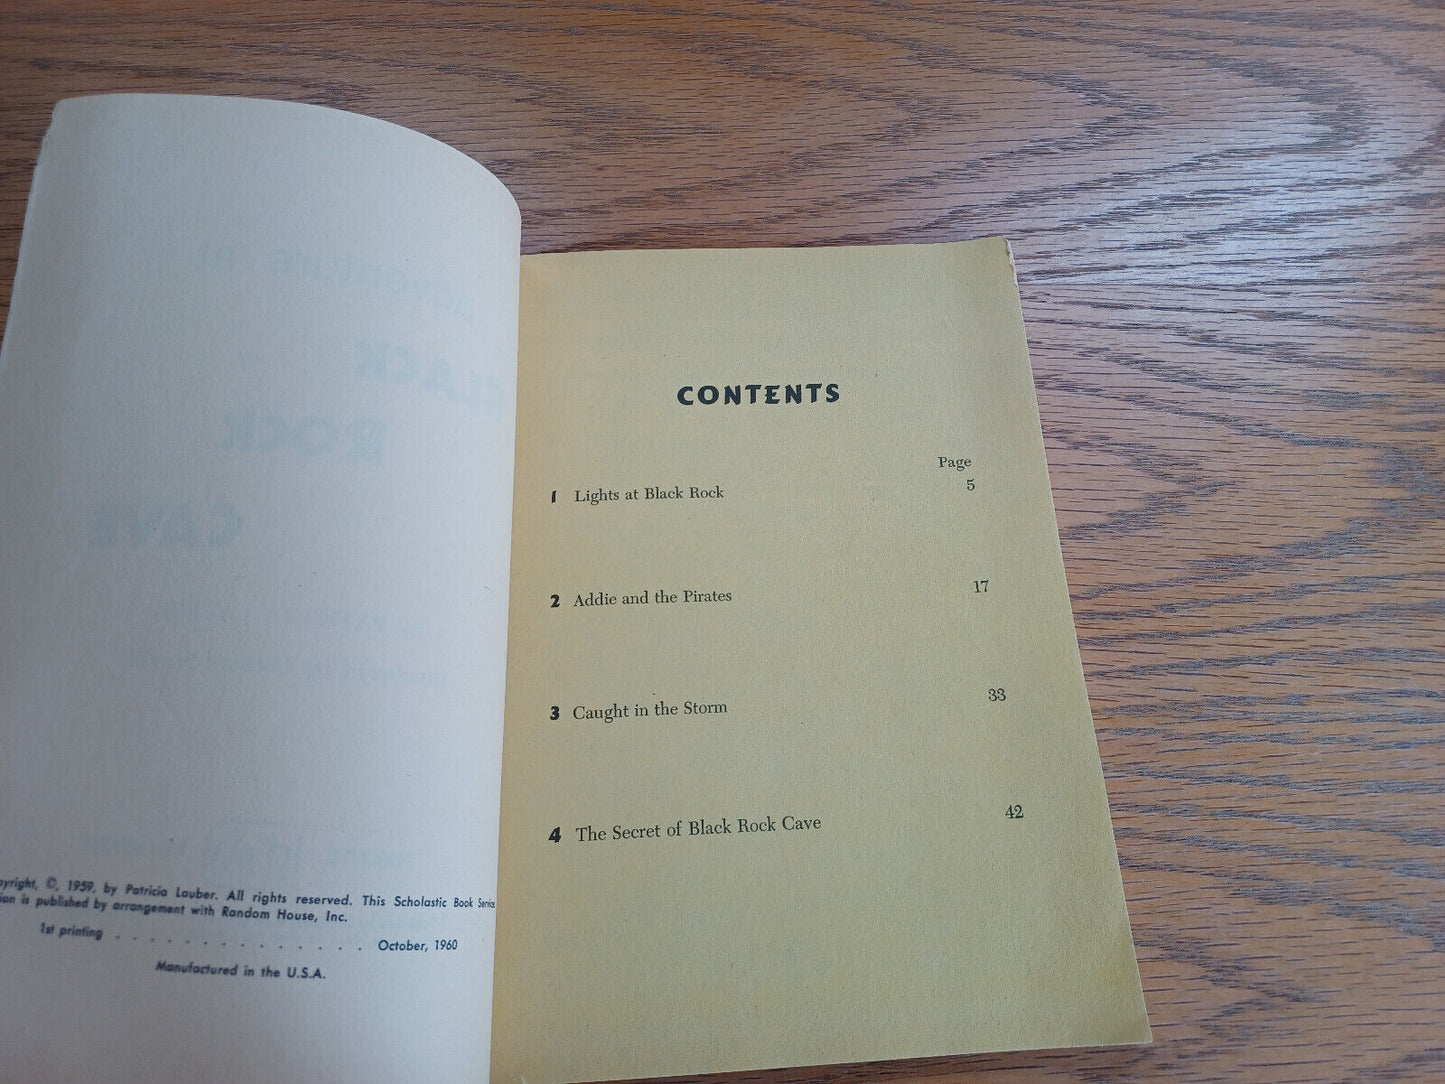 pyright, ©, 1959, by Patricia Lauber. All rights reserved. This Scholastic Book Service
ion is published by arrangement with Random House, Inc.
1st printing . . . . . . . . . . . . . . October, 1960
Manufactured in the U.S.A.
CONTENTS
Page
1 Lights at Black Rock 5
2 Addie and the Pirates 17
3 Caught in the Storm 33
4 The Secret of Black Rock Cave 42